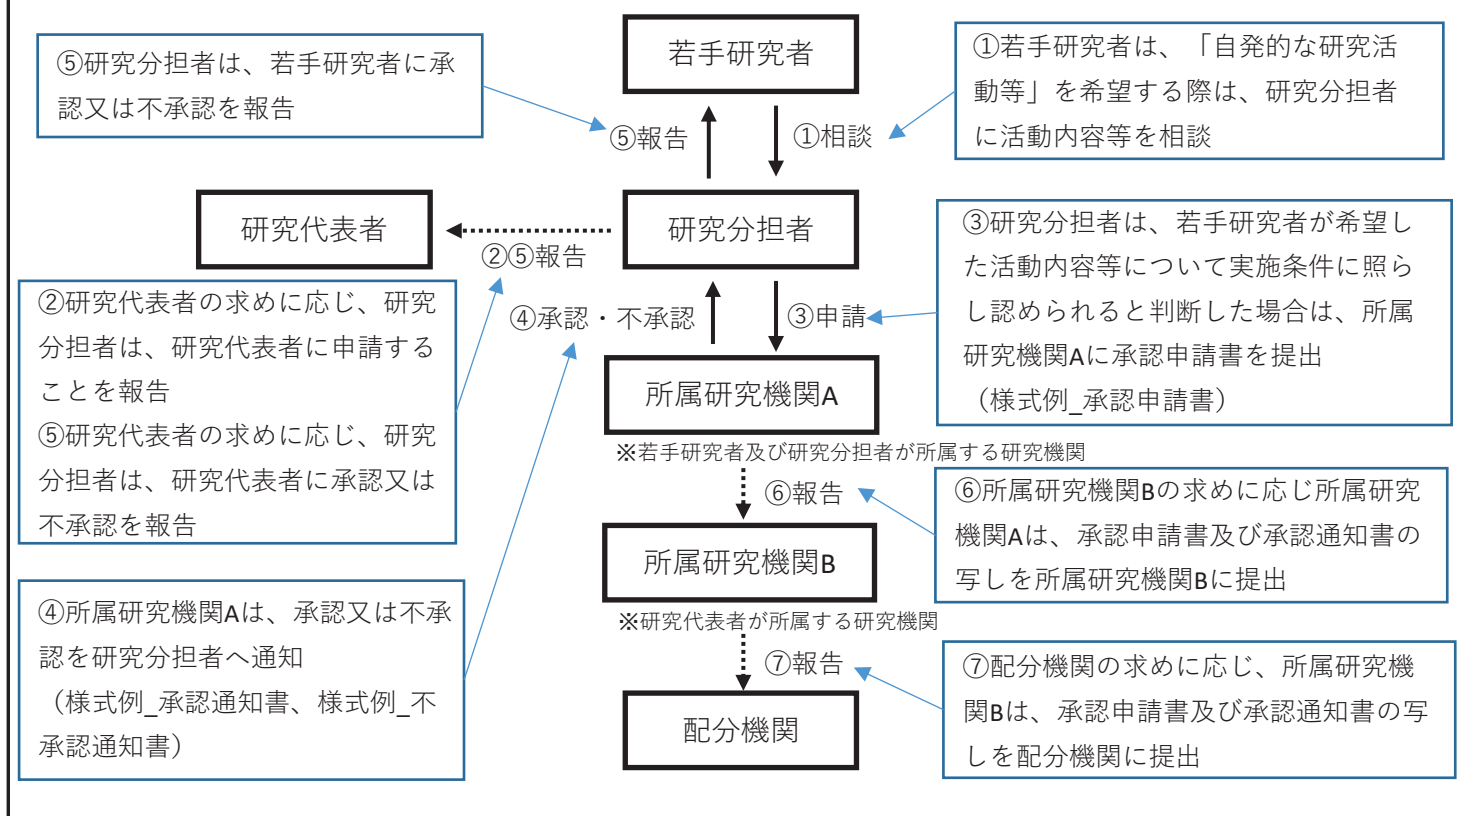 若手研究者
⑤研究分担者は、若手研究者に承
認又は不承認を報告
①若手研究者は、「自発的な研究活
動等」を希望する際は、研究分担者
に活動内容等を相談
⑤報告
①相談
研究代表者
研究分担者
②⑤報告
③研究分担者は、若手研究者が希望し
た活動内容等について実施条件に照ら
し認められると判断した場合は、所属
研究機関Aに承認申請書を提出
（様式例_承認申請書）
②研究代表者の求めに応じ、研究
分担者は、研究代表者に申請する
ことを報告
⑤研究代表者の求めに応じ、研究
分担者は、研究代表者に承認又は
不承認を報告
④承認・不承認
③申請
所属研究機関A
※若手研究者及び研究分担者が所属する研究機関
⑥報告
⑥所属研究機関Bの求めに応じ所属研究
機関Aは、承認申請書及び承認通知書の
写しを所属研究機関Bに提出
所属研究機関B
※研究代表者が所属する研究機関
④所属研究機関Aは、承認又は不承
認を研究分担者へ通知
（様式例_承認通知書、様式例_不
承認通知書）
⑦報告
⑦配分機関の求めに応じ、所属研究機
関Bは、承認申請書及び承認通知書の写
しを配分機関に提出
配分機関